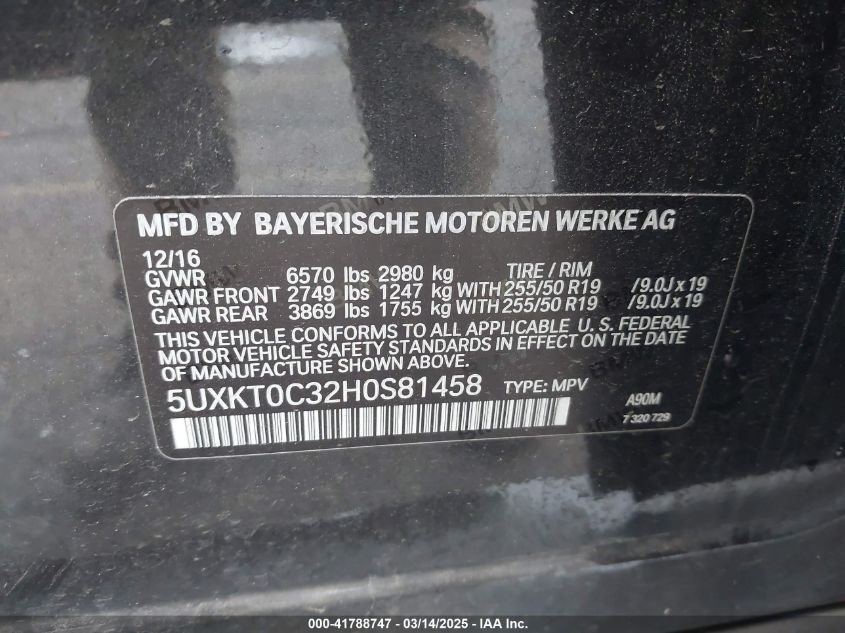 MFD BY BAYERISCHE MOTOREN WERKE AG
12/16
GVWR 6570 lbs 2980 kg TIRE / RIM
GAWR FRONT 2749 lbs 1247 kg WITH 255/50 R19 /9.0J x 19
GAWR REAR 3869 lbs 1755 kg WITH 255/50 R19 /9.0J x 19
THIS VEHICLE CONFORMS TO ALL APPLICABLE U.S. FEDERAL
MOTOR VEHICLE SAFETY STANDARDS IN EFFECT ON THE DATE
OF MANUFACTURE SHOWN ABOVE.
5UXKT0C32H0S81458 TYPE: MPV A90M
7 320 729
000-41788747 - 03/14/2025 - IAA Inc.